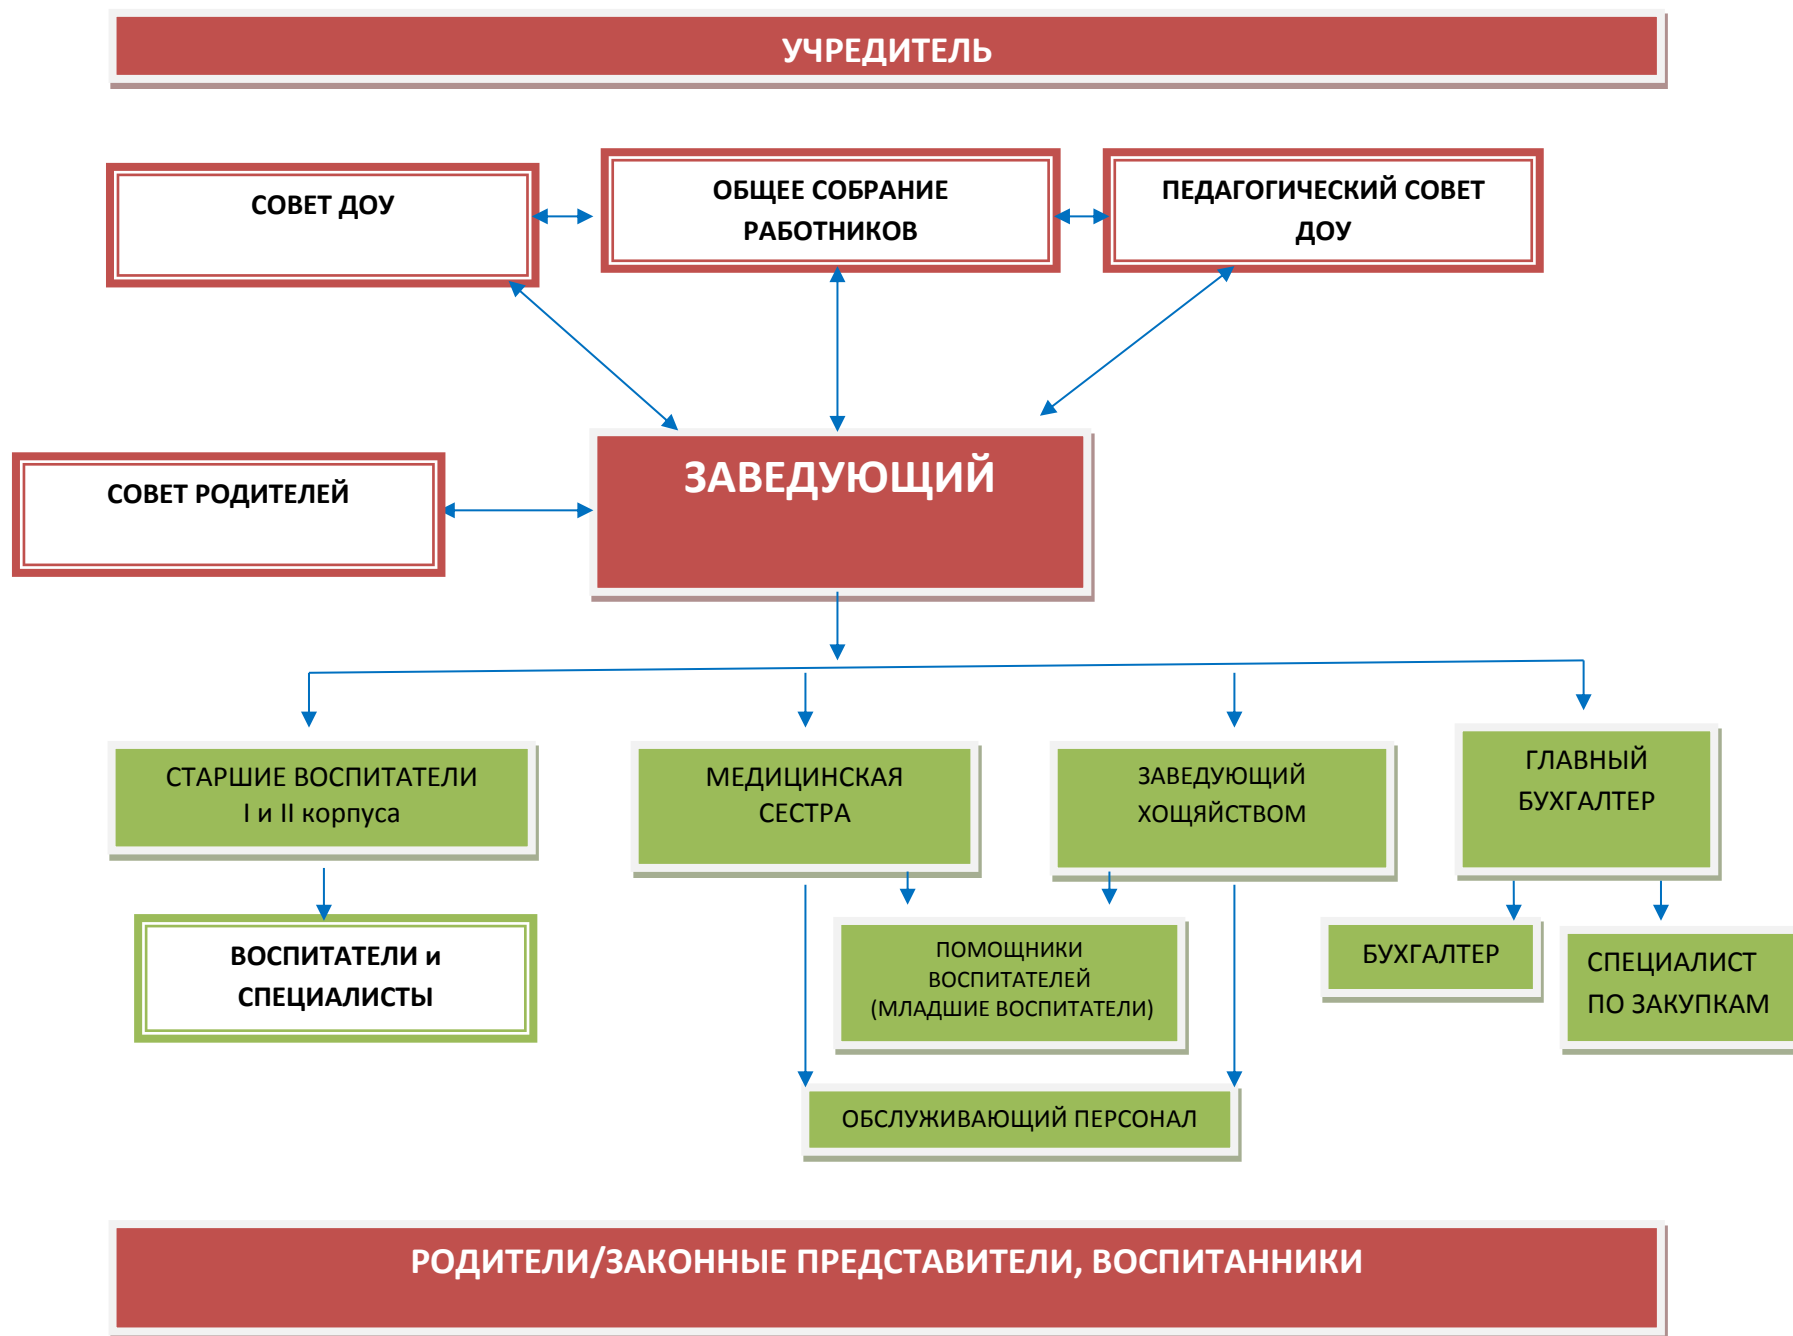 УЧРЕДИТЕЛЬ
СОВЕТ ДОУ
ОБЩЕЕ СОБРАНИЕ
РАБОТНИКОВ
ПЕДАГОГИЧЕСКИЙ СОВЕТ
ДОУ
ЗАВЕДУЮЩИЙ
СОВЕТ РОДИТЕЛЕЙ
СТАРШИЕ ВОСПИТАТЕЛИ
I и II корпуса
МЕДИЦИНСКАЯ
СЕСТРА
ЗАВЕДУЮЩИЙ
ХОЩЯЙСТВОМ
ГЛАВНЫЙ
БУХГАЛТЕР
ВОСПИТАТЕЛИ и
СПЕЦИАЛИСТЫ
ПОМОЩНИКИ
ВОСПИТАТЕЛЕЙ
(МЛАДШИЕ ВОСПИТАТЕЛИ)
БУХГАЛТЕР
СПЕЦИАЛИСТ
ПО ЗАКУПКАМ
ОБСЛУЖИВАЮЩИЙ ПЕРСОНАЛ
РОДИТЕЛИ/ЗАКОННЫЕ ПРЕДСТАВИТЕЛИ, ВОСПИТАННИКИ